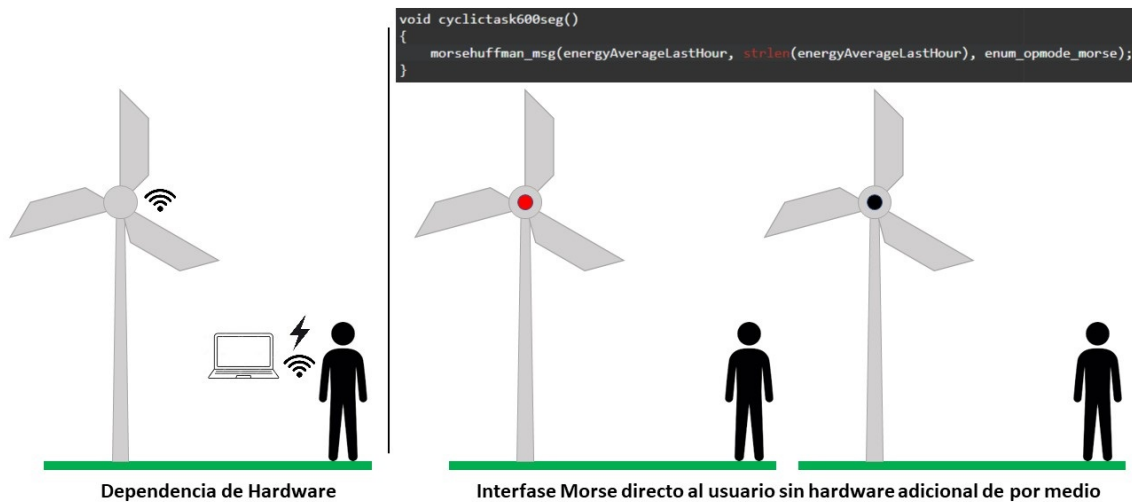 void cyclictask600seg()
{
    morsehuffman_msg(energyAverageLastHour, strlen(energyAverageLastHour), enum_opmode_morse);
}
Dependencia de Hardware
Interfase Morse directo al usuario sin hardware adicional de por medio